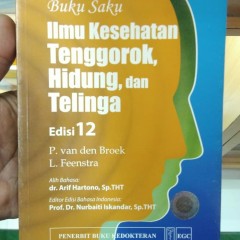 Buku Saku
Ilmu Kesehatan
Tenggorok,
Hidung, dan
Telinga
Edisi 12
P. van den Broek
L. Feenstra
Alih Bahasa:
dr. Arif Hartono, Sp.THT
Editor Edisi Bahasa Indonesia:
Prof. Dr. Nurbaiti Iskandar, Sp.THT
PENERBIT BUKU KEDOKTERAN
EGC